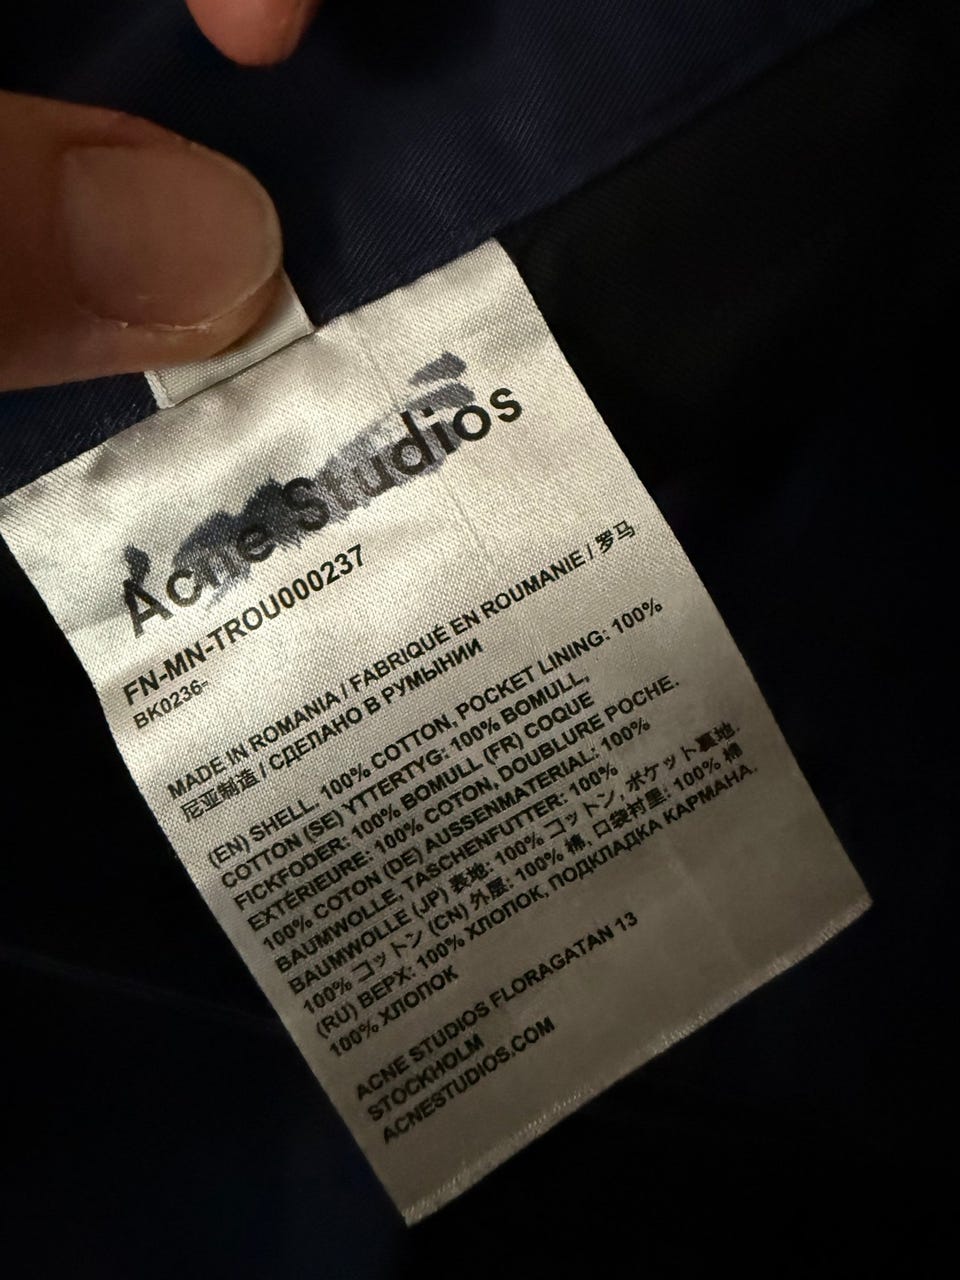 Acne Studios
FN-MN-TROU000237
BK0236-
MADE IN ROMANIA / FABRIQUÉ EN ROUMANIE / 罗马
尼亚制造 / СДЕЛАНО В РУМЫНИИ
(EN) SHELL: 100% COTTON, POCKET LINING: 100%
COTTON (SE) YTTERTYG: 100% BOMULL,
FICKFODER: 100% BOMULL (FR) COQUE
EXTÉRIEURE: 100% COTON, DOUBLURE POCHE.
100% COTON (DE) AUSSENMATERIAL: 100%
BAUMWOLLE, TASCHENFUTTER: 100%
BAUMWOLLE (JP) 表地: 100% コットン, ポケット裏地.
100% コットン (CN) 外层: 100% 棉, 口袋衬里: 100% 棉
(RU) ВЕРХ: 100% ХЛОПОК, ПОДКЛАДКА КАРМАНА.
100% ХЛОПОК
ACNE STUDIOS FLORAGATAN 13
STOCKHOLM
ACNESTUDIOS.COM